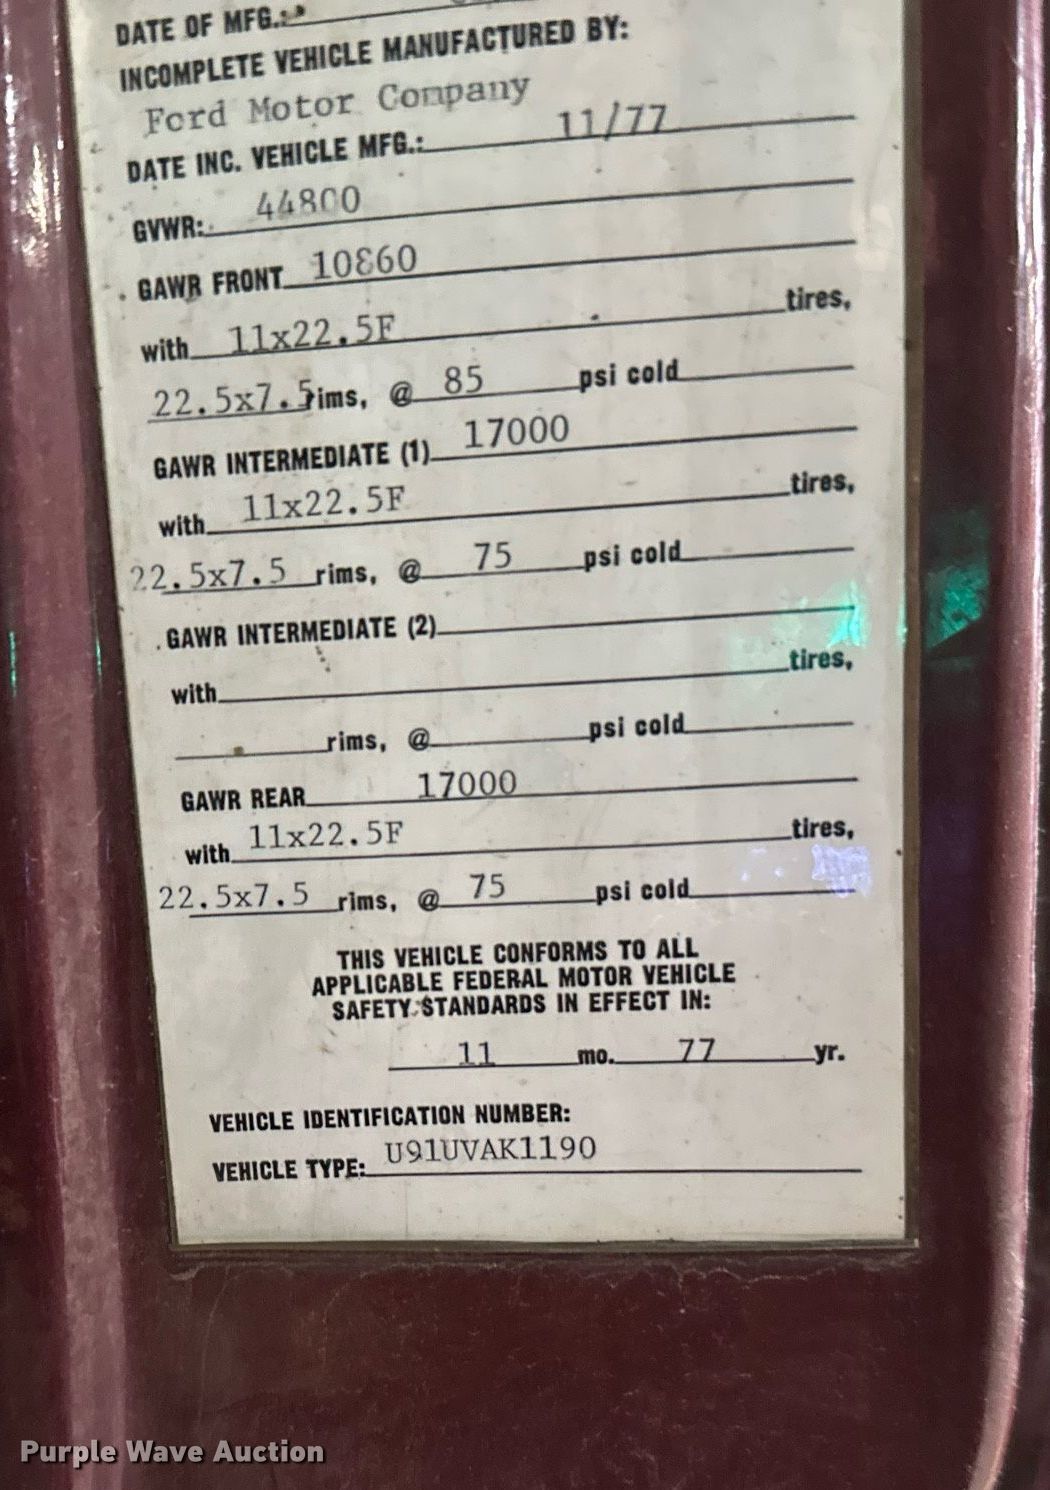 DATE OF MFG.:
INCOMPLETE VEHICLE MANUFACTURED BY:
Ford Motor Company
DATE INC. VEHICLE MFG.: 11/77
GVWR: 44800
GAWR FRONT 10860
with 11x22.5F tires,
22.5x7.5 rims, @ 85 psi cold
GAWR INTERMEDIATE (1) 17000
with 11x22.5F tires,
22.5x7.5 rims, @ 75 psi cold
GAWR INTERMEDIATE (2)
with tires,
rims, @ psi cold
GAWR REAR 17000
with 11x22.5F tires,
22.5x7.5 rims, @ 75 psi cold
THIS VEHICLE CONFORMS TO ALL
APPLICABLE FEDERAL MOTOR VEHICLE
SAFETY STANDARDS IN EFFECT IN:
11 mo. 77 yr.
VEHICLE IDENTIFICATION NUMBER:
U91UVAK1190
VEHICLE TYPE:
Purple Wave Auction